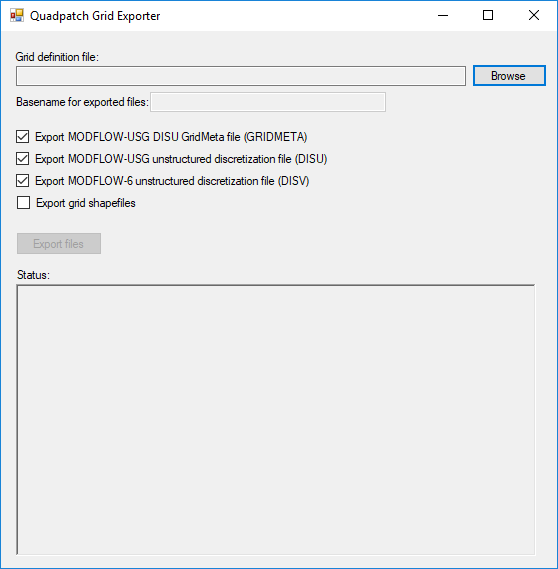 Quadpatch Grid Exporter
Grid definition file:
Browse
Basename for exported files:
Export MODFLOW-USG DISU GridMeta file (GRIDMETA)
Export MODFLOW-USG unstructured discretization file (DISU)
Export MODFLOW-6 unstructured discretization file (DISV)
Export grid shapefiles
Export files
Status: